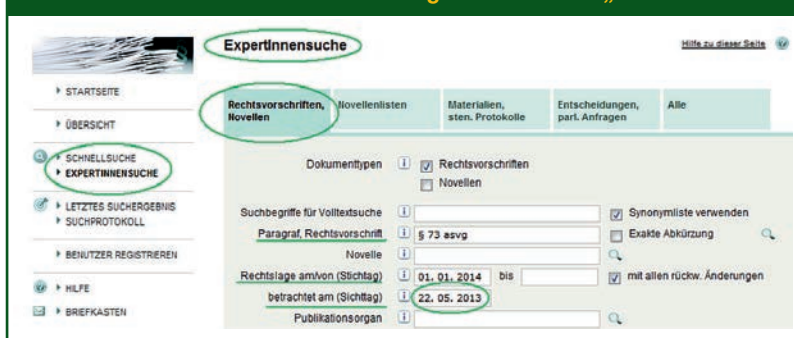 ExpertInnensuche
Hilfe zu dieser Seite
STARTSEITE
ÜBERSICHT
SCHNELLSUCHE
EXPERTINNENSUCHE
LETZTES SUCHERGEBNIS
SUCHPROTOKOLL
BENUTZER REGISTRIEREN
HILFE
BRIEFKASTEN
Rechtsvorschriften,
Novellen
Novellenlisten
Materialien,
sten. Protokolle
Entscheidungen,
parl. Anfragen
Alle
Dokumenttypen
Rechtsvorschriften
Novellen
Suchbegriffe für Volltextsuche
Synonymliste verwenden
Paragraf, Rechtsvorschrift § 73 asvg
Exakte Abkürzung
Novelle
Rechtslage am/von (Stichtag) 01. 01. 2014 bis
mit allen rückw. Änderungen
betrachtet am (Sichttag) 22. 05. 2013
Publikationsorgan